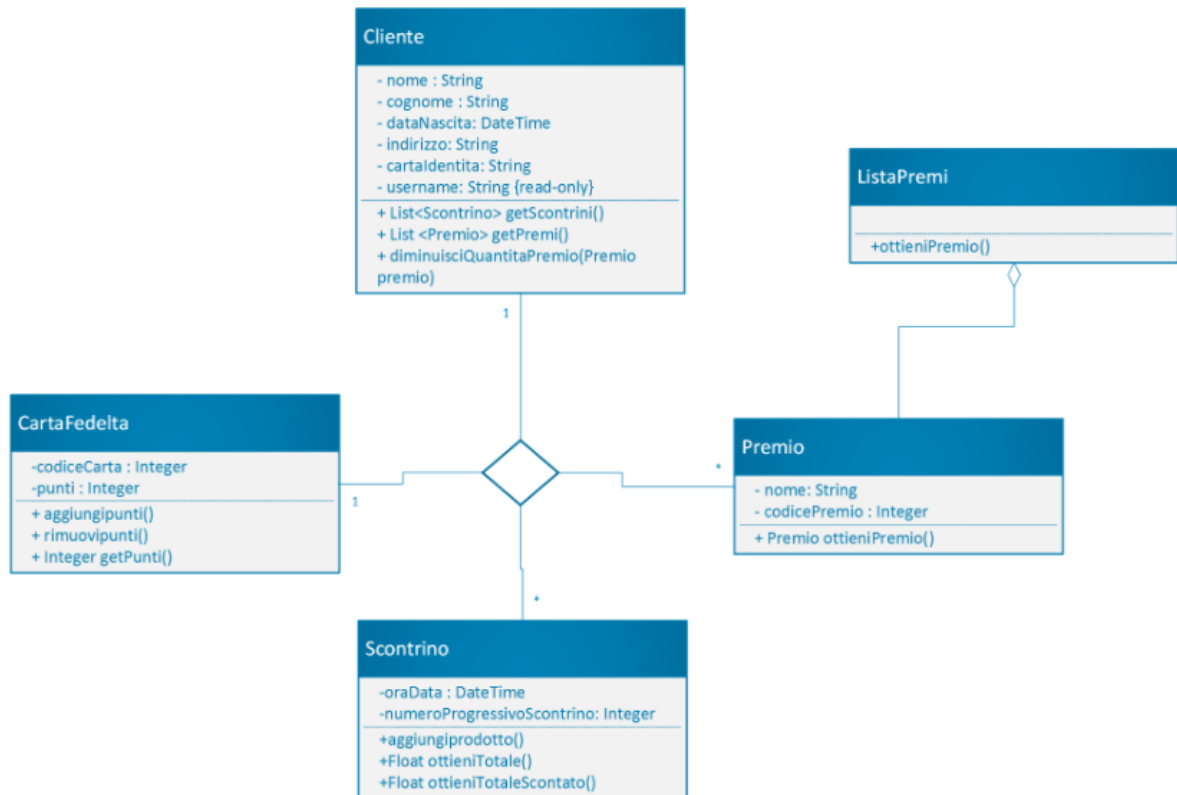 Cliente
- nome : String
- cognome : String
- dataNascita: DateTime
- indirizzo: String
- cartaIdentita: String
- username: String {read-only}
+ List<Scontrino> getScontrini()
+ List <Premio> getPremi()
+ diminuisciQuantitaPremio(Premio
premio)
1
ListaPremi
+ottieniPremio()
CartaFedelta
-codiceCarta : Integer
-punti : Integer
+ aggiungipunti()
+ rimuovipunti()
+ Integer getPunti()
1
*
Premio
- nome: String
- codicePremio : Integer
+ Premio ottieniPremio()
*
Scontrino
-oraData : DateTime
-numeroProgressivoScontrino: Integer
+aggiungiprodotto()
+Float ottieniTotale()
+Float ottieniTotaleScontato()